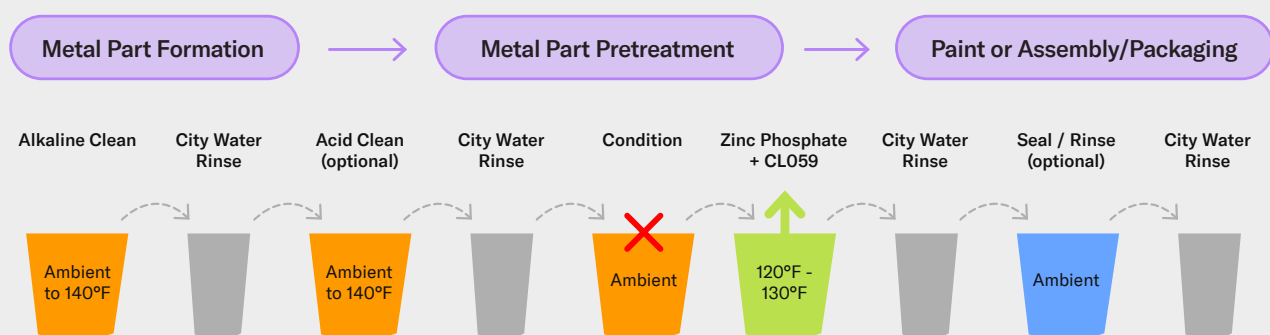 Metal Part Formation
Metal Part Pretreatment
Paint or Assembly/Packaging
Alkaline Clean
City Water
Rinse
Acid Clean
(optional)
City Water
Rinse
Condition
Zinc Phosphate
+ CL059
City Water
Rinse
Seal / Rinse
(optional)
City Water
Rinse
Ambient
to 140°F
Ambient
to 140°F
Ambient
120°F -
130°F
Ambient